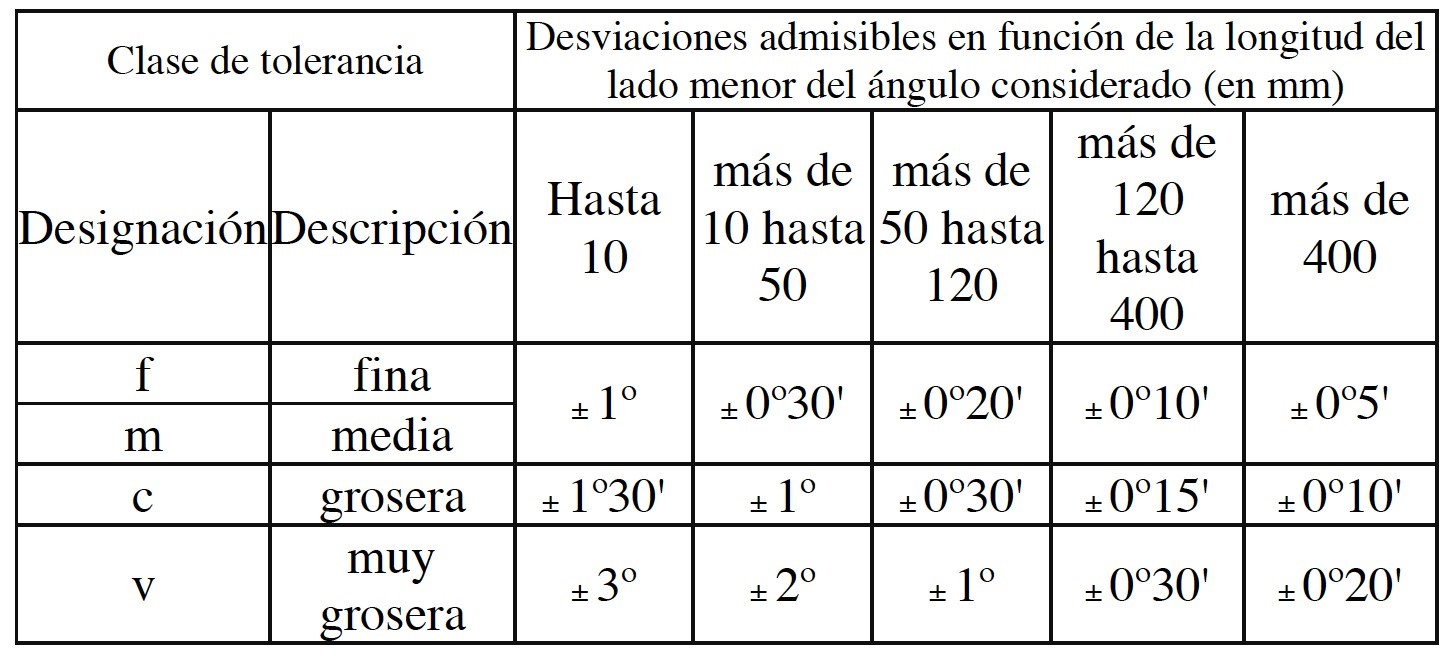 Clase de tolerancia
Desviaciones admisibles en función de la longitud del
lado menor del ángulo considerado (en mm)
Designación
Descripción
Hasta
10
más de
10 hasta
50
más de
50 hasta
120
más de
120
hasta
400
más de
400
f
fina
± 1º
± 0º30'
± 0º20'
± 0º10'
± 0º5'
m
media
c
grosera
± 1º30'
± 1º
± 0º30'
± 0º15'
± 0º10'
v
muy
grosera
± 3º
± 2º
± 1º
± 0º30'
± 0º20'